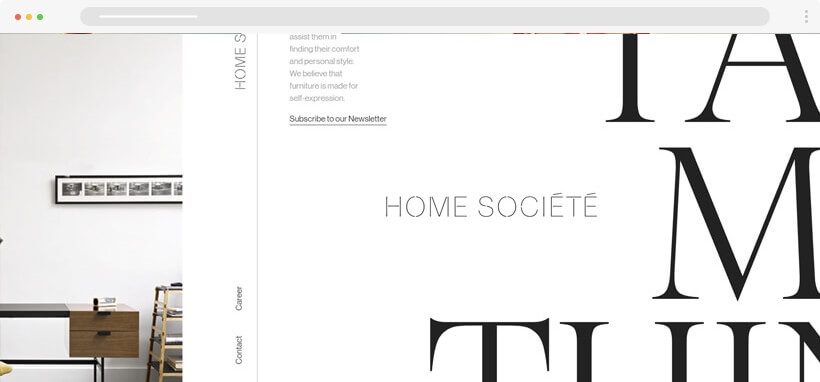 HOME S
assist them in
finding their comfort
and personal style.
We believe that
furniture is made for
self-expression.
Subscribe to our Newsletter
HOME SOCIÉTÉ
Career
Contact
TA
M
THIN